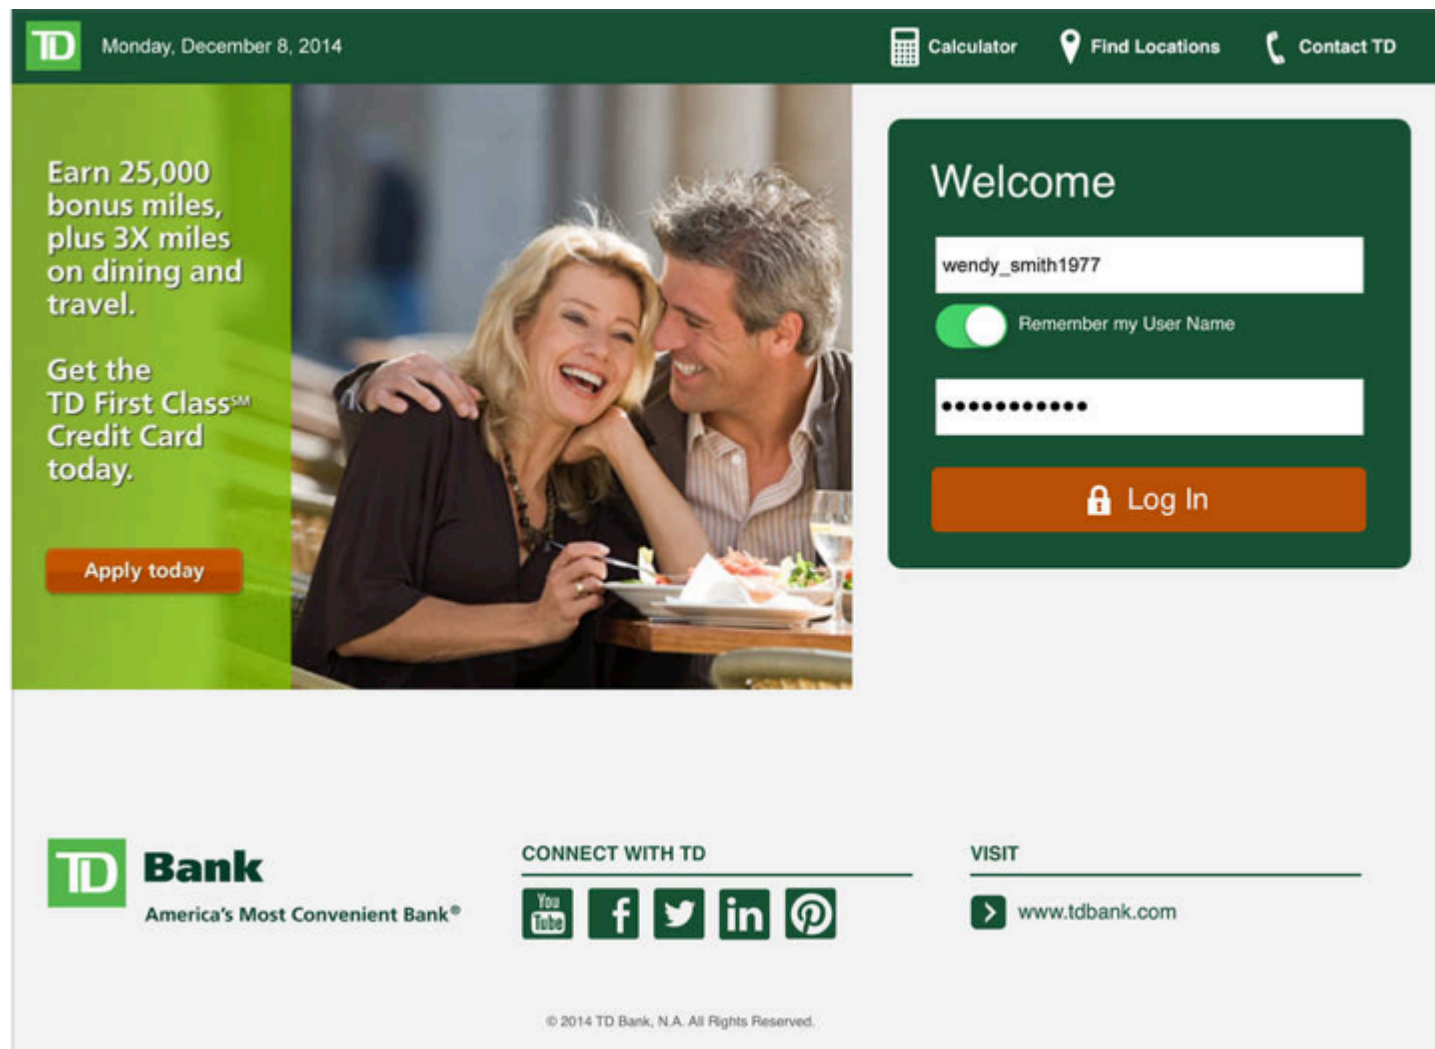 TD
Monday, December 8, 2014
Calculator
Find Locations
Contact TD
Earn 25,000
bonus miles,
plus 3X miles
on dining and
travel.
Get the
TD First Class℠
Credit Card
today.
Apply today
Welcome
wendy_smith1977
Remember my User Name
•••••••••••
Log In
TD Bank
America's Most Convenient Bank®
CONNECT WITH TD
You
Tube
f
in
VISIT
www.tdbank.com
© 2014 TD Bank, N.A. All Rights Reserved.